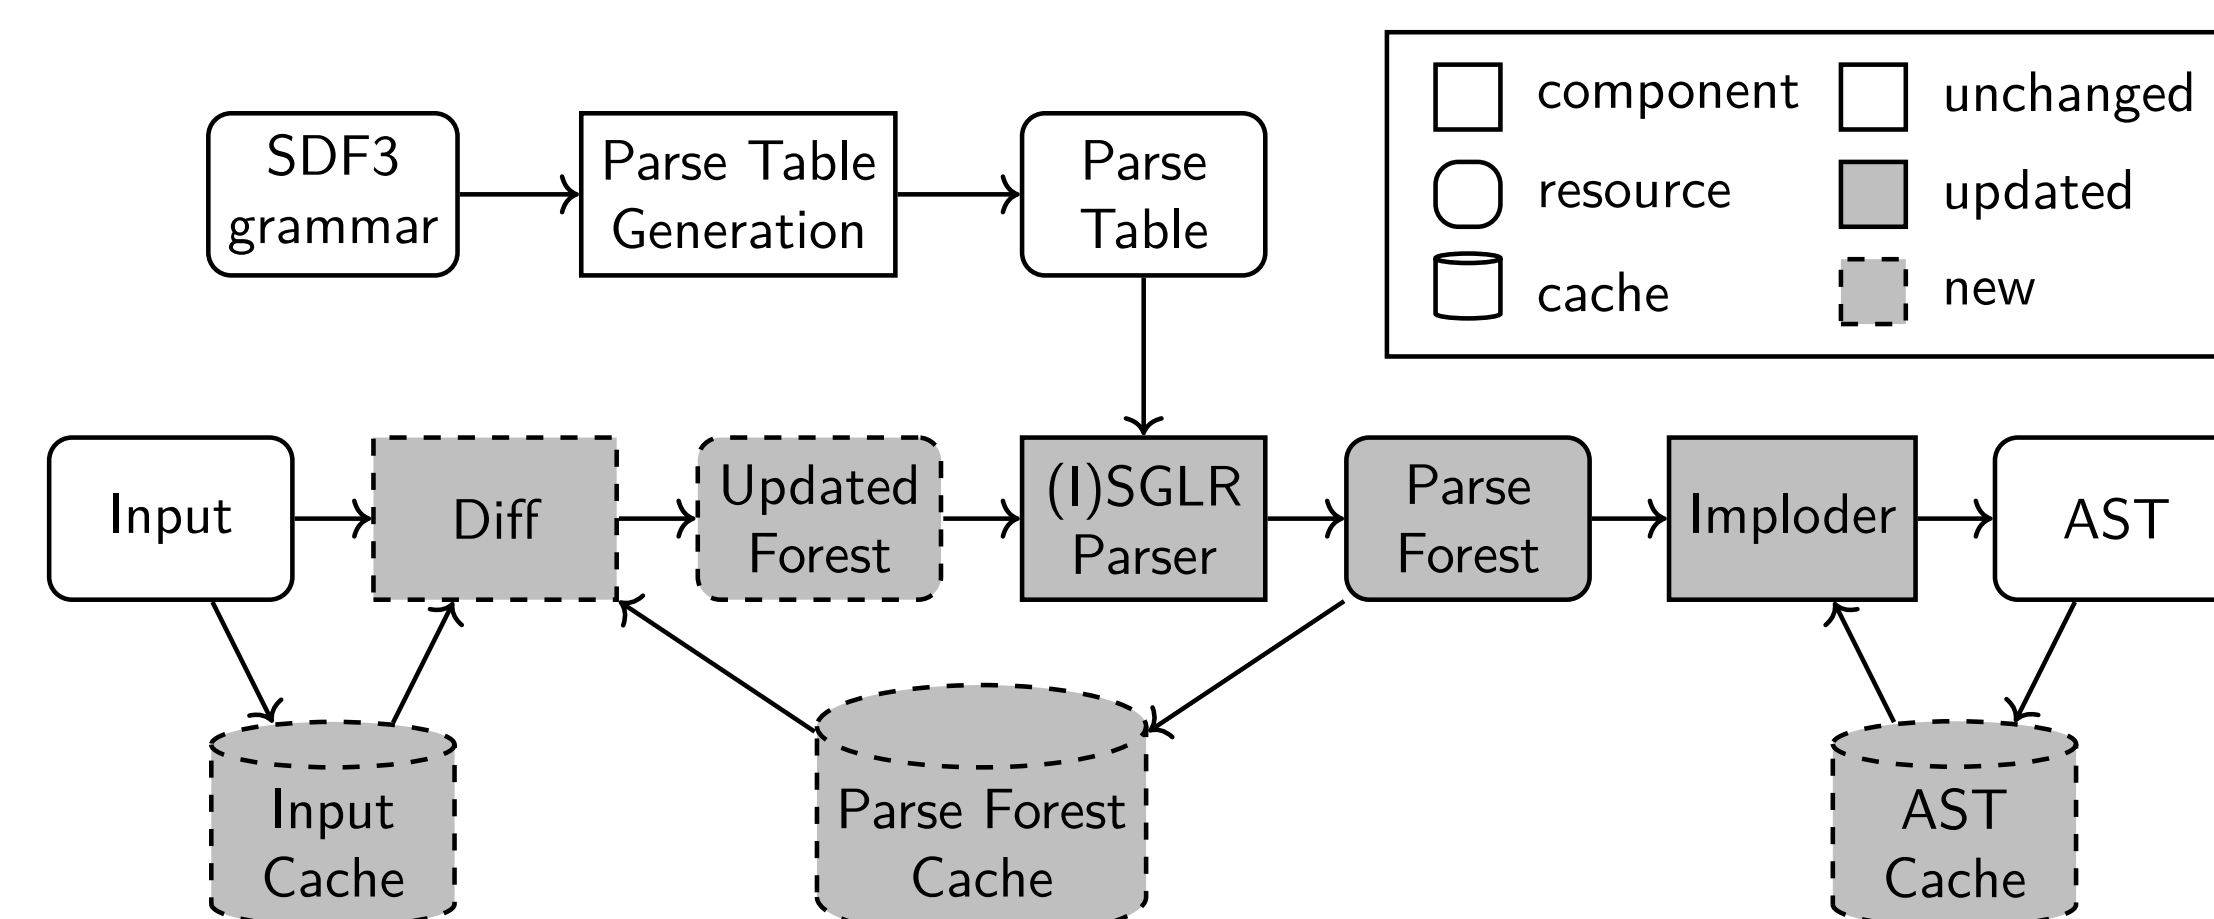 SDF3
grammar
Parse Table
Generation
Parse
Table
component
unchanged
resource
updated
cache
new
Input
Diff
Updated
Forest
(I)SGLR
Parser
Parse
Forest
Imploder
AST
Input
Cache
Parse Forest
Cache
AST
Cache